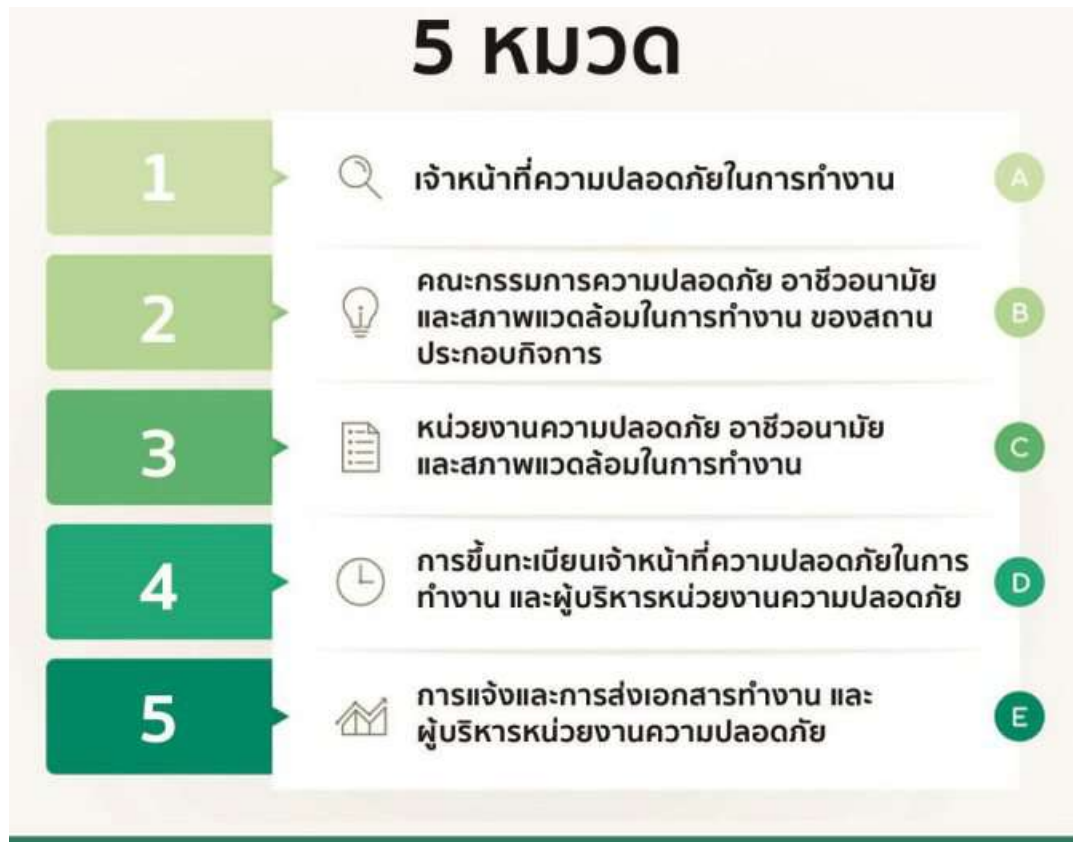 5 หมวด
1
เจ้าหน้าที่ความปลอดภัยในการทำงาน
A
2
คณะกรรมการความปลอดภัย อาชีวอนามัย
และสภาพแวดล้อมในการทำงาน ของสถาน
ประกอบกิจการ
B
3
หน่วยงานความปลอดภัย อาชีวอนามัย
และสภาพแวดล้อมในการทำงาน
C
4
การขึ้นทะเบียนเจ้าหน้าที่ความปลอดภัยในการ
ทำงาน และผู้บริหารหน่วยงานความปลอดภัย
D
5
การแจ้งและการส่งเอกสารทำงาน และ
ผู้บริหารหน่วยงานความปลอดภัย
E